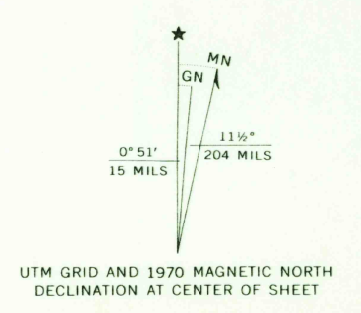 ★
MN
GN
0° 51'
15 MILS
11½°
204 MILS
UTM GRID AND 1970 MAGNETIC NORTH
DECLINATION AT CENTER OF SHEET